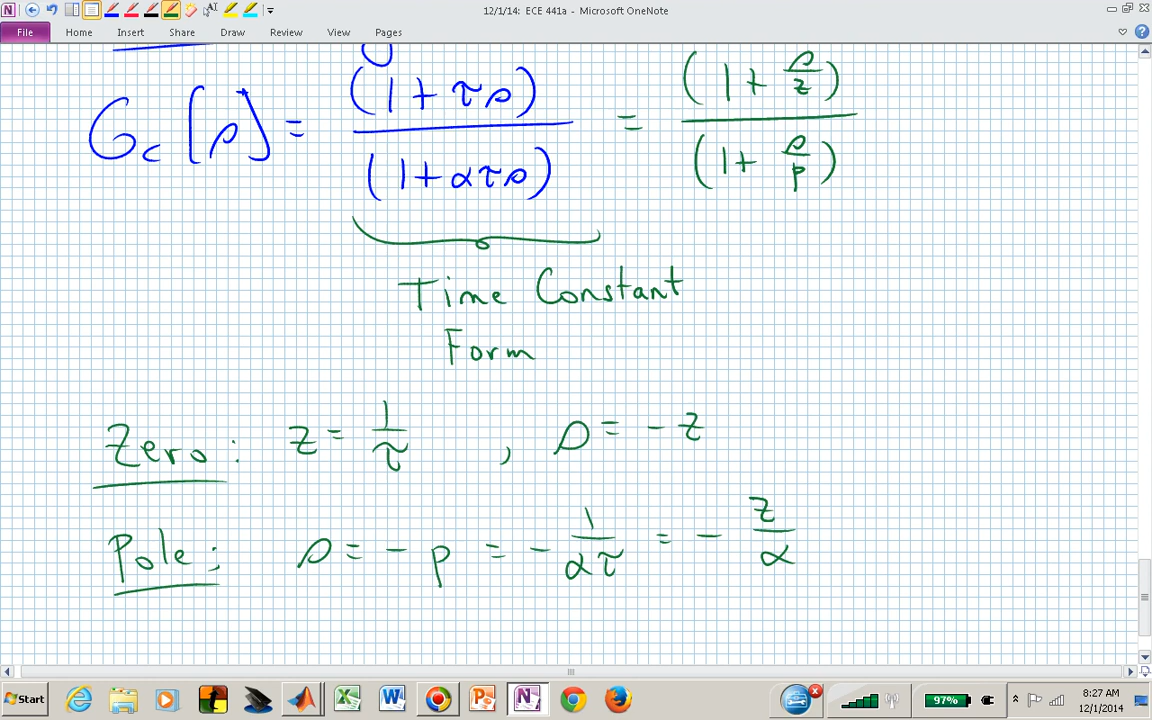 12/1/14: ECE 441a - Microsoft OneNote
File Home Insert Share Draw Review View Pages
G_c[s] = (1 + τs) / (1 + ατs) = (1 + s/z) / (1 + s/p)
Time Constant
Form
Zero: z = 1/τ , s = -z
Pole: s = -p = -1/ατ = -z/α
Start 97% 8:27 AM
12/1/2014